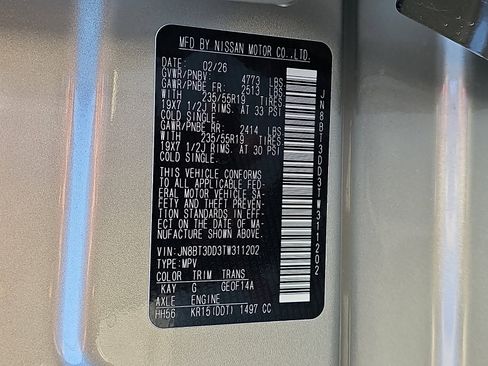 MFD BY NISSAN MOTOR CO.,LTD.
DATE: 02/26
GVWR/PNBV: 4773 LBS
GAWR/PNBE FR: 2513 LBS
WITH 235/55R19 TIRES
19X7 1/2J RIMS. AT 33 PSI
COLD SINGLE.
GAWR/PNBE RR: 2414 LBS
WITH 235/55R19 TIRES
19X7 1/2J RIMS. AT 30 PSI
COLD SINGLE.
THIS VEHICLE CONFORMS
TO ALL APPLICABLE FED-
ERAL MOTOR VEHICLE SA-
FETY AND THEFT PREVEN-
TION STANDARDS IN EFF-
ECT ON THE DATE OF MA-
NUFACTURE SHOWN ABOVE.
VIN:JN8BT3DD3TW311202
TYPE:MPV
COLOR TRIM TRANS
KAY G GE0F14A
AXLE ENGINE
HH56 KR15(DDT) 1497 CC
JN8BT3DD3TW311202